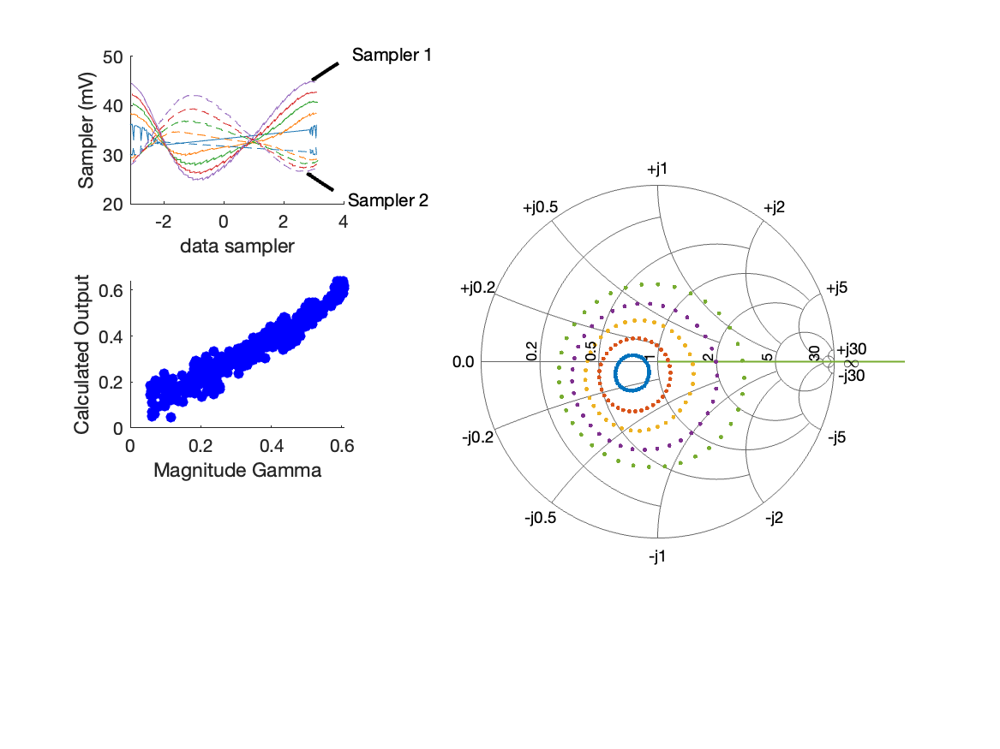 50
40
30
20
Sampler (mV)
-2
0
2
4
data sampler
Sampler 1
Sampler 2
0.6
0.4
0.2
0
Calculated Output
0
0.2
0.4
0.6
Magnitude Gamma
+j1
+j0.5
+j2
+j0.2
+j5
0.0
0.2
0.5
1
2
5
30
+j30
∞
-j30
-j0.2
-j5
-j0.5
-j2
-j1